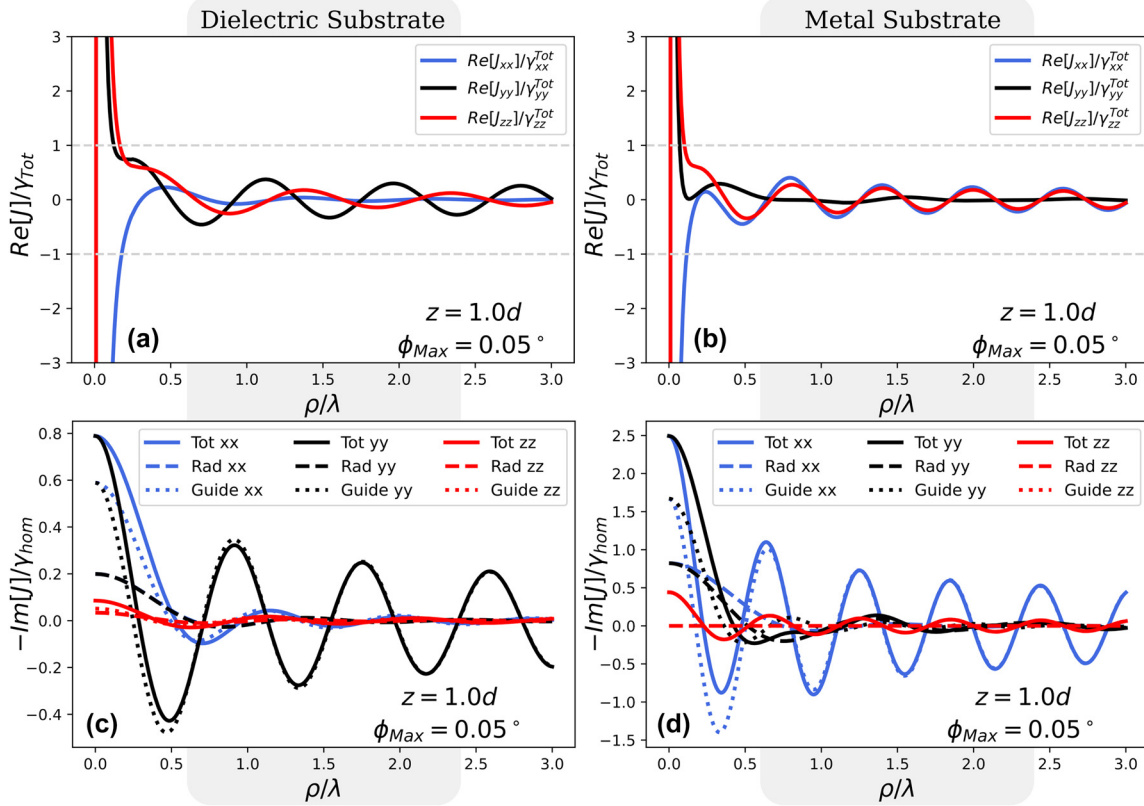 Dielectric Substrate
3
2
1
0
−1
−2
−3
Re[J]/γ_Tot
Re[J_xx]/γ_xx^Tot
Re[J_yy]/γ_yy^Tot
Re[J_zz]/γ_zz^Tot
(a)
z = 1.0d
ϕ_Max = 0.05°
0.0 0.5 1.0 1.5 2.0 2.5 3.0
ρ/λ
Metal Substrate
3
2
1
0
−1
−2
−3
Re[J]/γ_Tot
Re[J_xx]/γ_xx^Tot
Re[J_yy]/γ_yy^Tot
Re[J_zz]/γ_zz^Tot
(b)
z = 1.0d
ϕ_Max = 0.05°
0.0 0.5 1.0 1.5 2.0 2.5 3.0
ρ/λ
0.8
0.6
0.4
0.2
0.0
−0.2
−0.4
−Im[J]/γ_hom
Tot xx Tot yy Tot zz
Rad xx Rad yy Rad zz
Guide xx Guide yy Guide zz
(c)
z = 1.0d
ϕ_Max = 0.05°
0.0 0.5 1.0 1.5 2.0 2.5 3.0
ρ/λ
2.5
2.0
1.5
1.0
0.5
0.0
−0.5
−1.0
−1.5
−Im[J]/γ_hom
Tot xx Tot yy Tot zz
Rad xx Rad yy Rad zz
Guide xx Guide yy Guide zz
(d)
z = 1.0d
ϕ_Max = 0.05°
0.0 0.5 1.0 1.5 2.0 2.5 3.0
ρ/λ